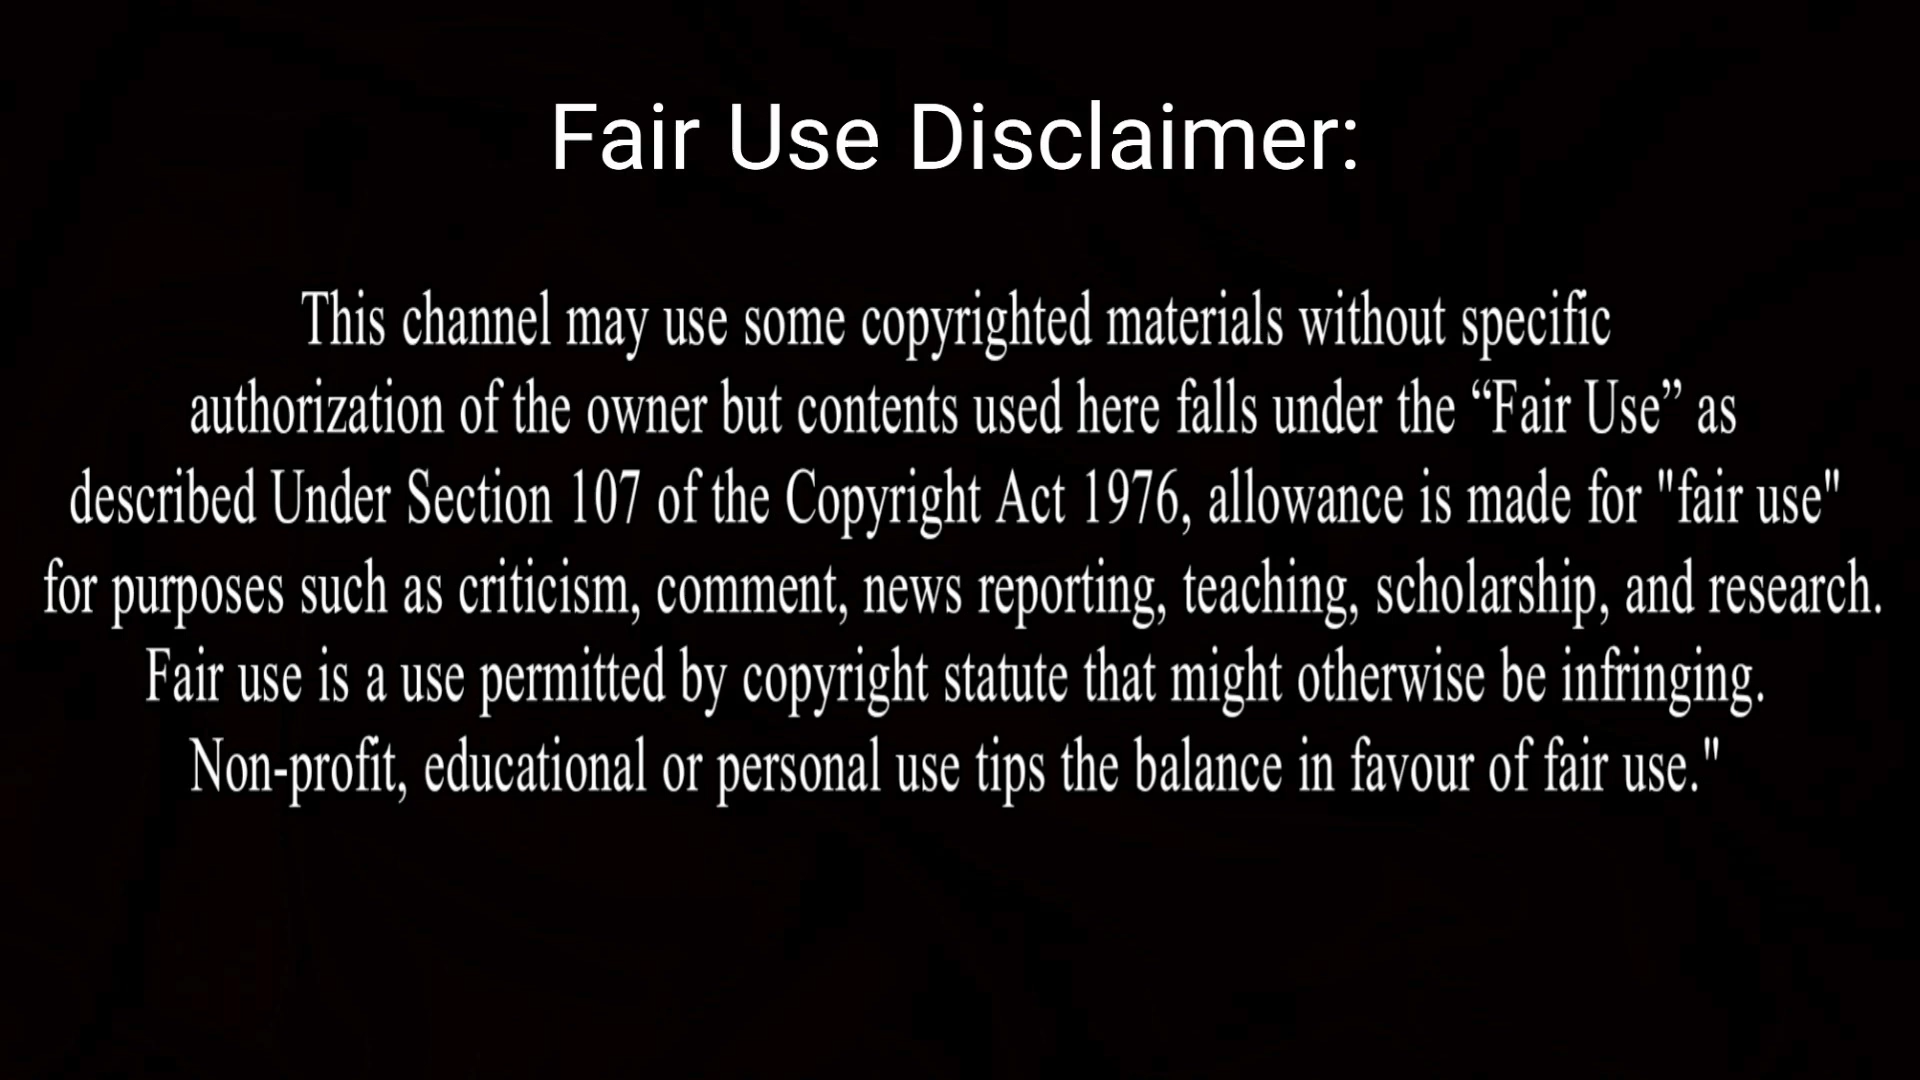 Fair Use Disclaimer:
This channel may use some copyrighted materials without specific
authorization of the owner but contents used here falls under the “Fair Use” as
described Under Section 107 of the Copyright Act 1976, allowance is made for "fair use"
for purposes such as criticism, comment, news reporting, teaching, scholarship, and research.
Fair use is a use permitted by copyright statute that might otherwise be infringing.
Non-profit, educational or personal use tips the balance in favour of fair use."